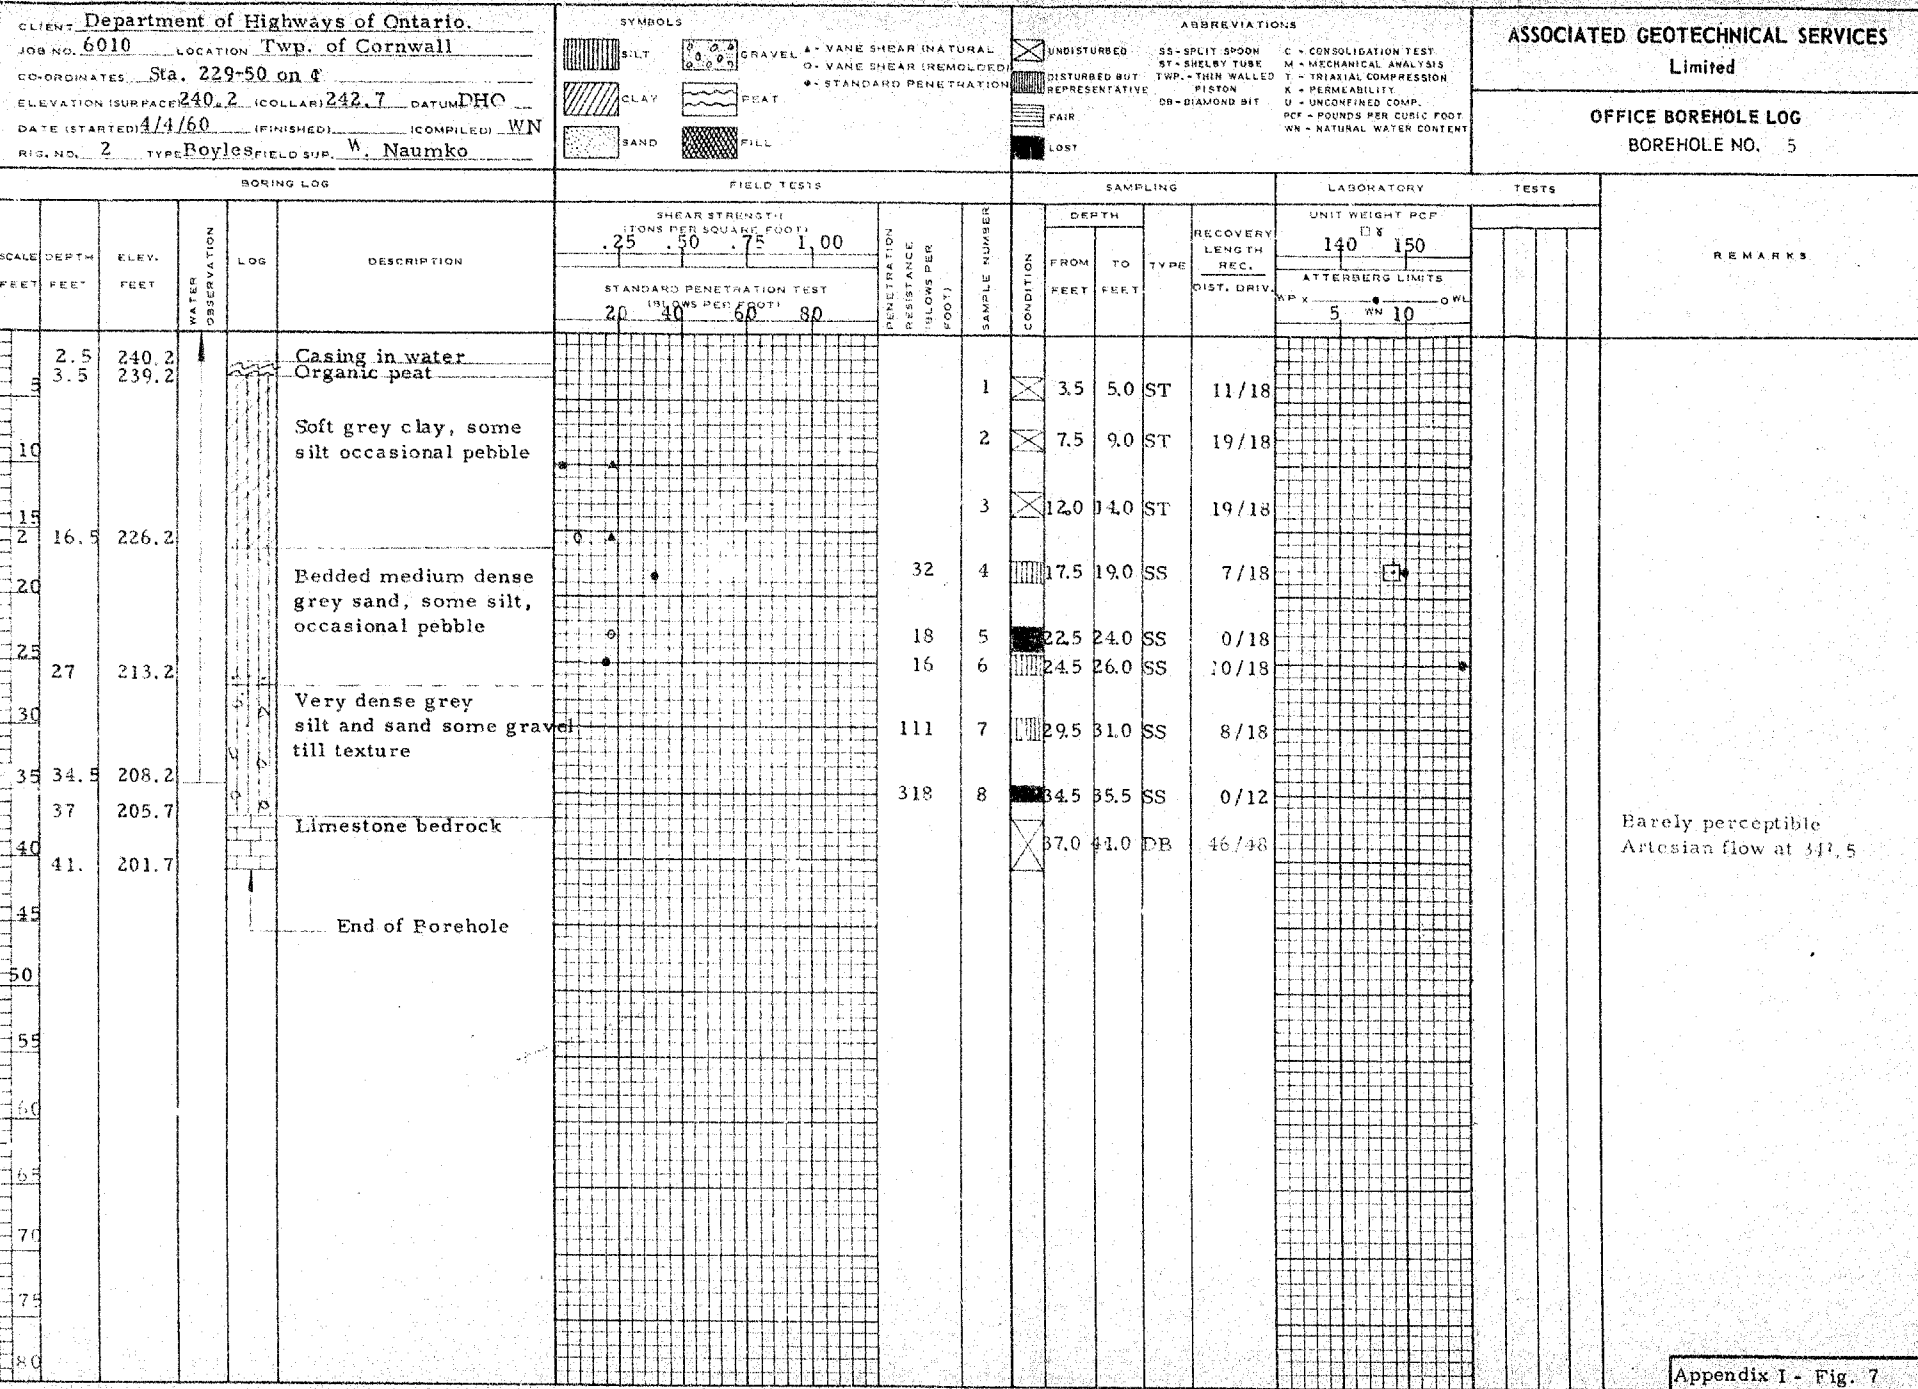 CLIENT Department of Highways of Ontario.
JOB NO. 6010 LOCATION Twp. of Cornwall
CO-ORDINATES Sta. 229-50 on
ELEVATION (SURFACE) 240.2 (COLLAR) 242.7 DATUM DHO
DATE (STARTED) 4/4/60 (FINISHED) (COMPILED) WN
RIG. NO. 2 TYPE Boyles FIELD SUP. W. Naumko
SYMBOLS
SILT GRAVEL
CLAY PEAT
SAND FILL
▲ - VANE SHEAR (NATURAL
O - VANE SHEAR (REMOLDED)
● - STANDARD PENETRATION
ABBREVIATIONS
UNDISTURBED
DISTURBED BUT REPRESENTATIVE
FAIR
LOST
SS - SPLIT SPOON
ST - SHELBY TUBE
TWP. - THIN WALLED
PISTON
DB - DIAMOND BIT
C - CONSOLIDATION TEST
M - MECHANICAL ANALYSIS
T - TRIAXIAL COMPRESSION
K - PERMEABILITY
U - UNCONFINED COMP.
PCF - POUNDS PER CUBIC FOOT
WN - NATURAL WATER CONTENT
ASSOCIATED GEOTECHNICAL SERVICES
Limited
OFFICE BOREHOLE LOG
BOREHOLE NO. 5
BORING LOG FIELD TESTS SAMPLING LABORATORY TESTS
SCALE FEET
DEPTH FEET
ELEV. FEET
WATER OBSERVATION
LOG
DESCRIPTION
SHEAR STRENGTH
(TONS PER SQUARE FOOT)
.25 .50 .75 1.00
STANDARD PENETRATION TEST
(BLOWS PER FOOT)
20 40 60 80
PENETRATION RESISTANCE (BLOWS PER FOOT)
SAMPLE NUMBER
CONDITION
DEPTH
FROM FEET
TO FEET
TYPE
RECOVERY
LENGTH
REC.
DIST. DRIV.
UNIT WEIGHT PCF
□ γ
140 150
ATTERBERG LIMITS
WP x ● O WL
5 WN 10
REMARKS
2.5 240.2 Casing in water
3.5 239.2 Organic peat
5
1 3.5 5.0 ST 11/18
Soft grey clay, some
silt occasional pebble
2 7.5 9.0 ST 19/18
10
3 12.0 14.0 ST 19/18
15
2 16.5 226.2
Bedded medium dense
grey sand, some silt,
occasional pebble
32 4 17.5 19.0 SS 7/18
20
18 5 22.5 24.0 SS 0/18
25
16 6 24.5 26.0 SS 10/18
27 213.2
Very dense grey
silt and sand some gravel
till texture
30
111 7 29.5 31.0 SS 8/18
35 34.5 208.2
318 8 34.5 35.5 SS 0/12
37 205.7
Limestone bedrock
37.0 41.0 DB 46/48
40
41. 201.7
Barely perceptible
Artesian flow at
45
End of Borehole
50
55
60
65
70
75
80
Appendix I - Fig. 7